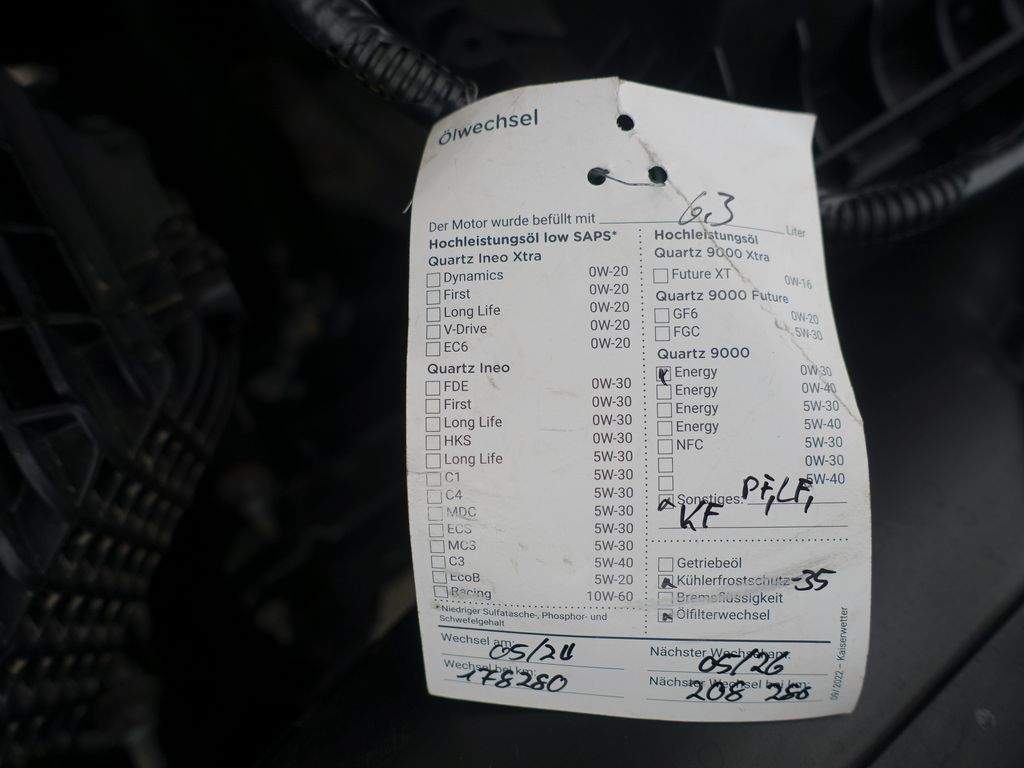 Ölwechsel
Der Motor wurde befüllt mit 6,3 Liter
Hochleistungsöl low SAPS*
Quartz Ineo Xtra
Dynamics 0W-20
First 0W-20
Long Life 0W-20
V-Drive 0W-20
EC6 0W-20
Quartz Ineo
FDE 0W-30
First 0W-30
Long Life 0W-30
HKS 0W-30
Long Life 5W-30
C1 5W-30
C4 5W-30
MDC 5W-30
ECS 5W-30
MC3 5W-30
C3 5W-40
EcoB 5W-20
Racing 10W-60
*Niedriger Sulfatasche-, Phosphor- und
Schwefelgehalt
Hochleistungsöl
Quartz 9000 Xtra
Future XT 0W-16
Quartz 9000 Future
GF6 0W-20
FGC 5W-30
Quartz 9000
Energy 0W-30
Energy 0W-40
Energy 5W-30
Energy 5W-40
NFC 5W-30
0W-30
5W-40
Sonstiges: PF, LF,
KF
Getriebeöl
Kühlerfrostschutz -35
Bremsflüssigkeit
Ölfilterwechsel
Wechsel am: 05/24
Wechsel bei km: 178280
Nächster Wechsel am: 05/26
Nächster Wechsel bei km: 208 280
09/2022 – Kaiserwetter